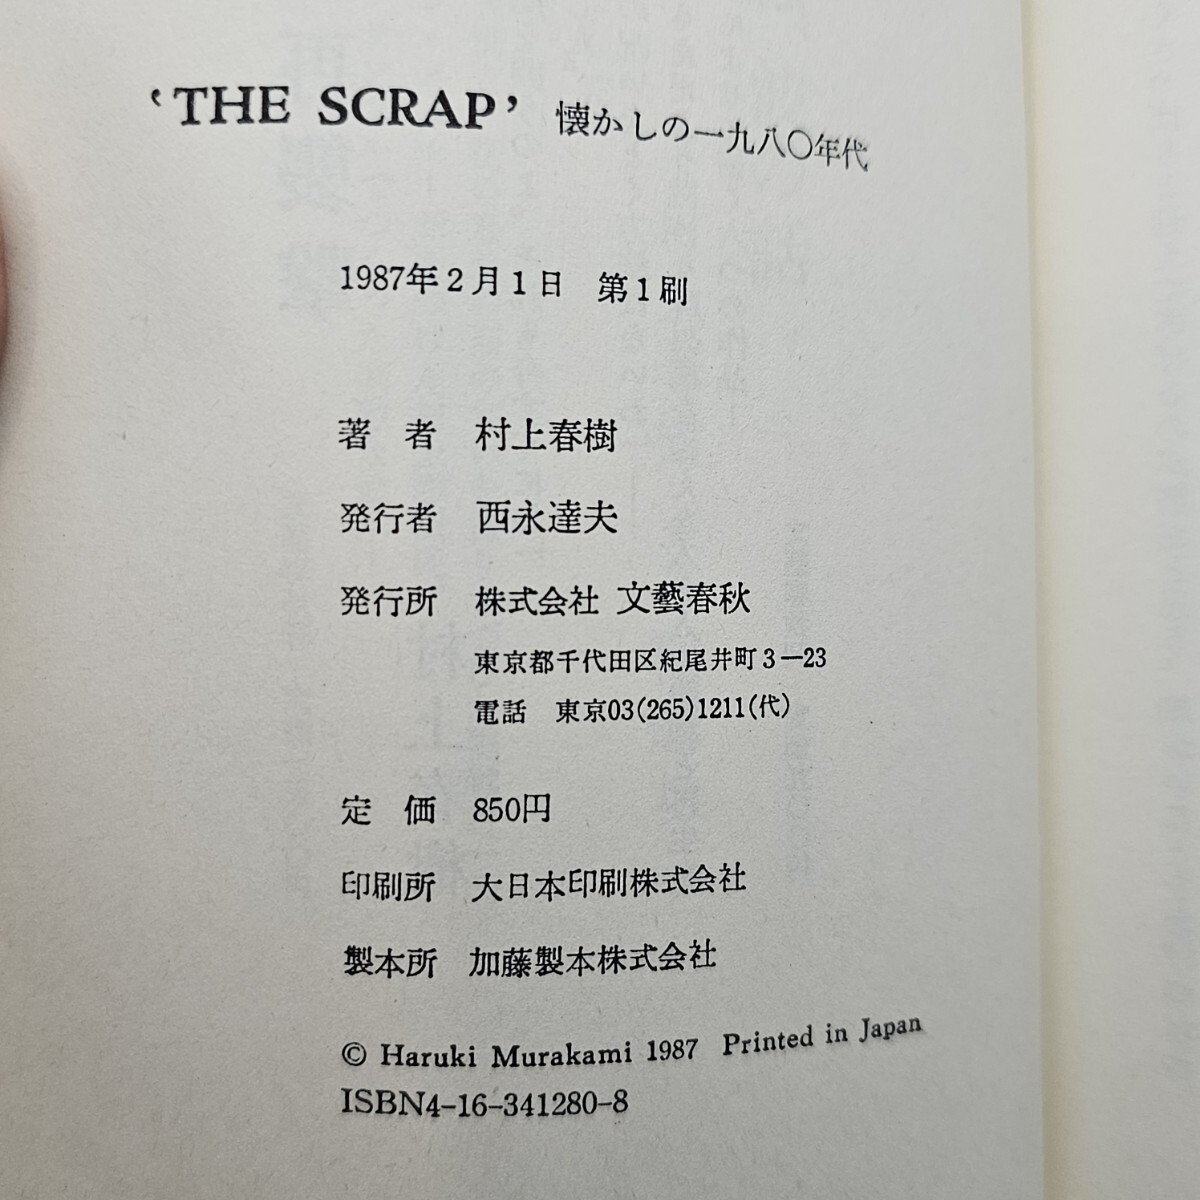 ‘THE SCRAP’ 懐かしの一九八〇年代
1987年2月1日 第1刷
著 者 村上春樹
発行者 西永達夫
発行所 株式会社 文藝春秋
東京都千代田区紀尾井町3―23
電話 東京03(265)1211(代)
定 価 850円
印刷所 大日本印刷株式会社
製本所 加藤製本株式会社
© Haruki Murakami 1987 Printed in Japan
ISBN4-16-341280-8